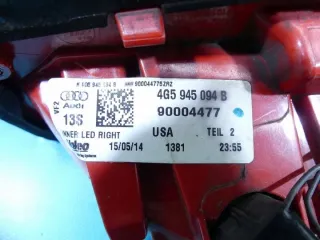 4G5 945 094 B
90004477
Audi
13S
INNER LED RIGHT
USA
TEIL 2
Valeo
15/05/14
1381
23:55